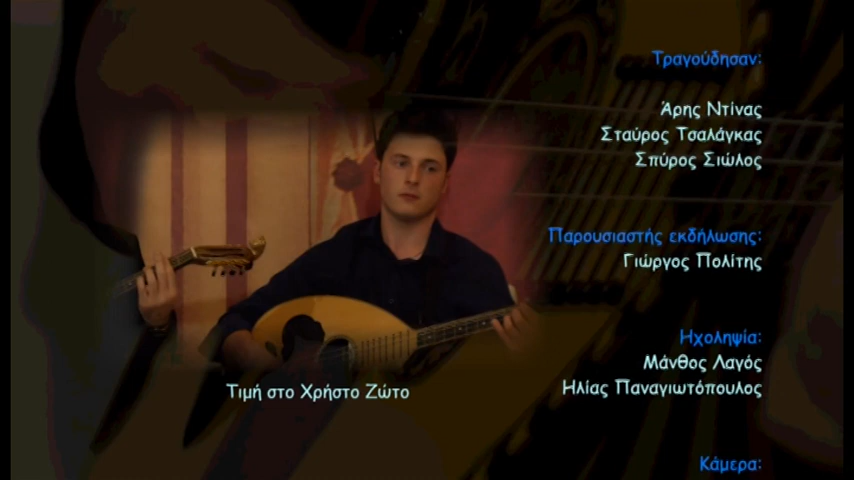 Τραγούδησαν:
Άρης Ντίνας
Σταύρος Τσαλάγκας
Σπύρος Σιώλος
Παρουσιαστής εκδήλωσης:
Γιώργος Πολίτης
Ηχοληψία:
Μάνθος Λαγός
Ηλίας Παναγιωτόπουλος
Τιμή στο Χρήστο Ζώτο
Κάμερα: